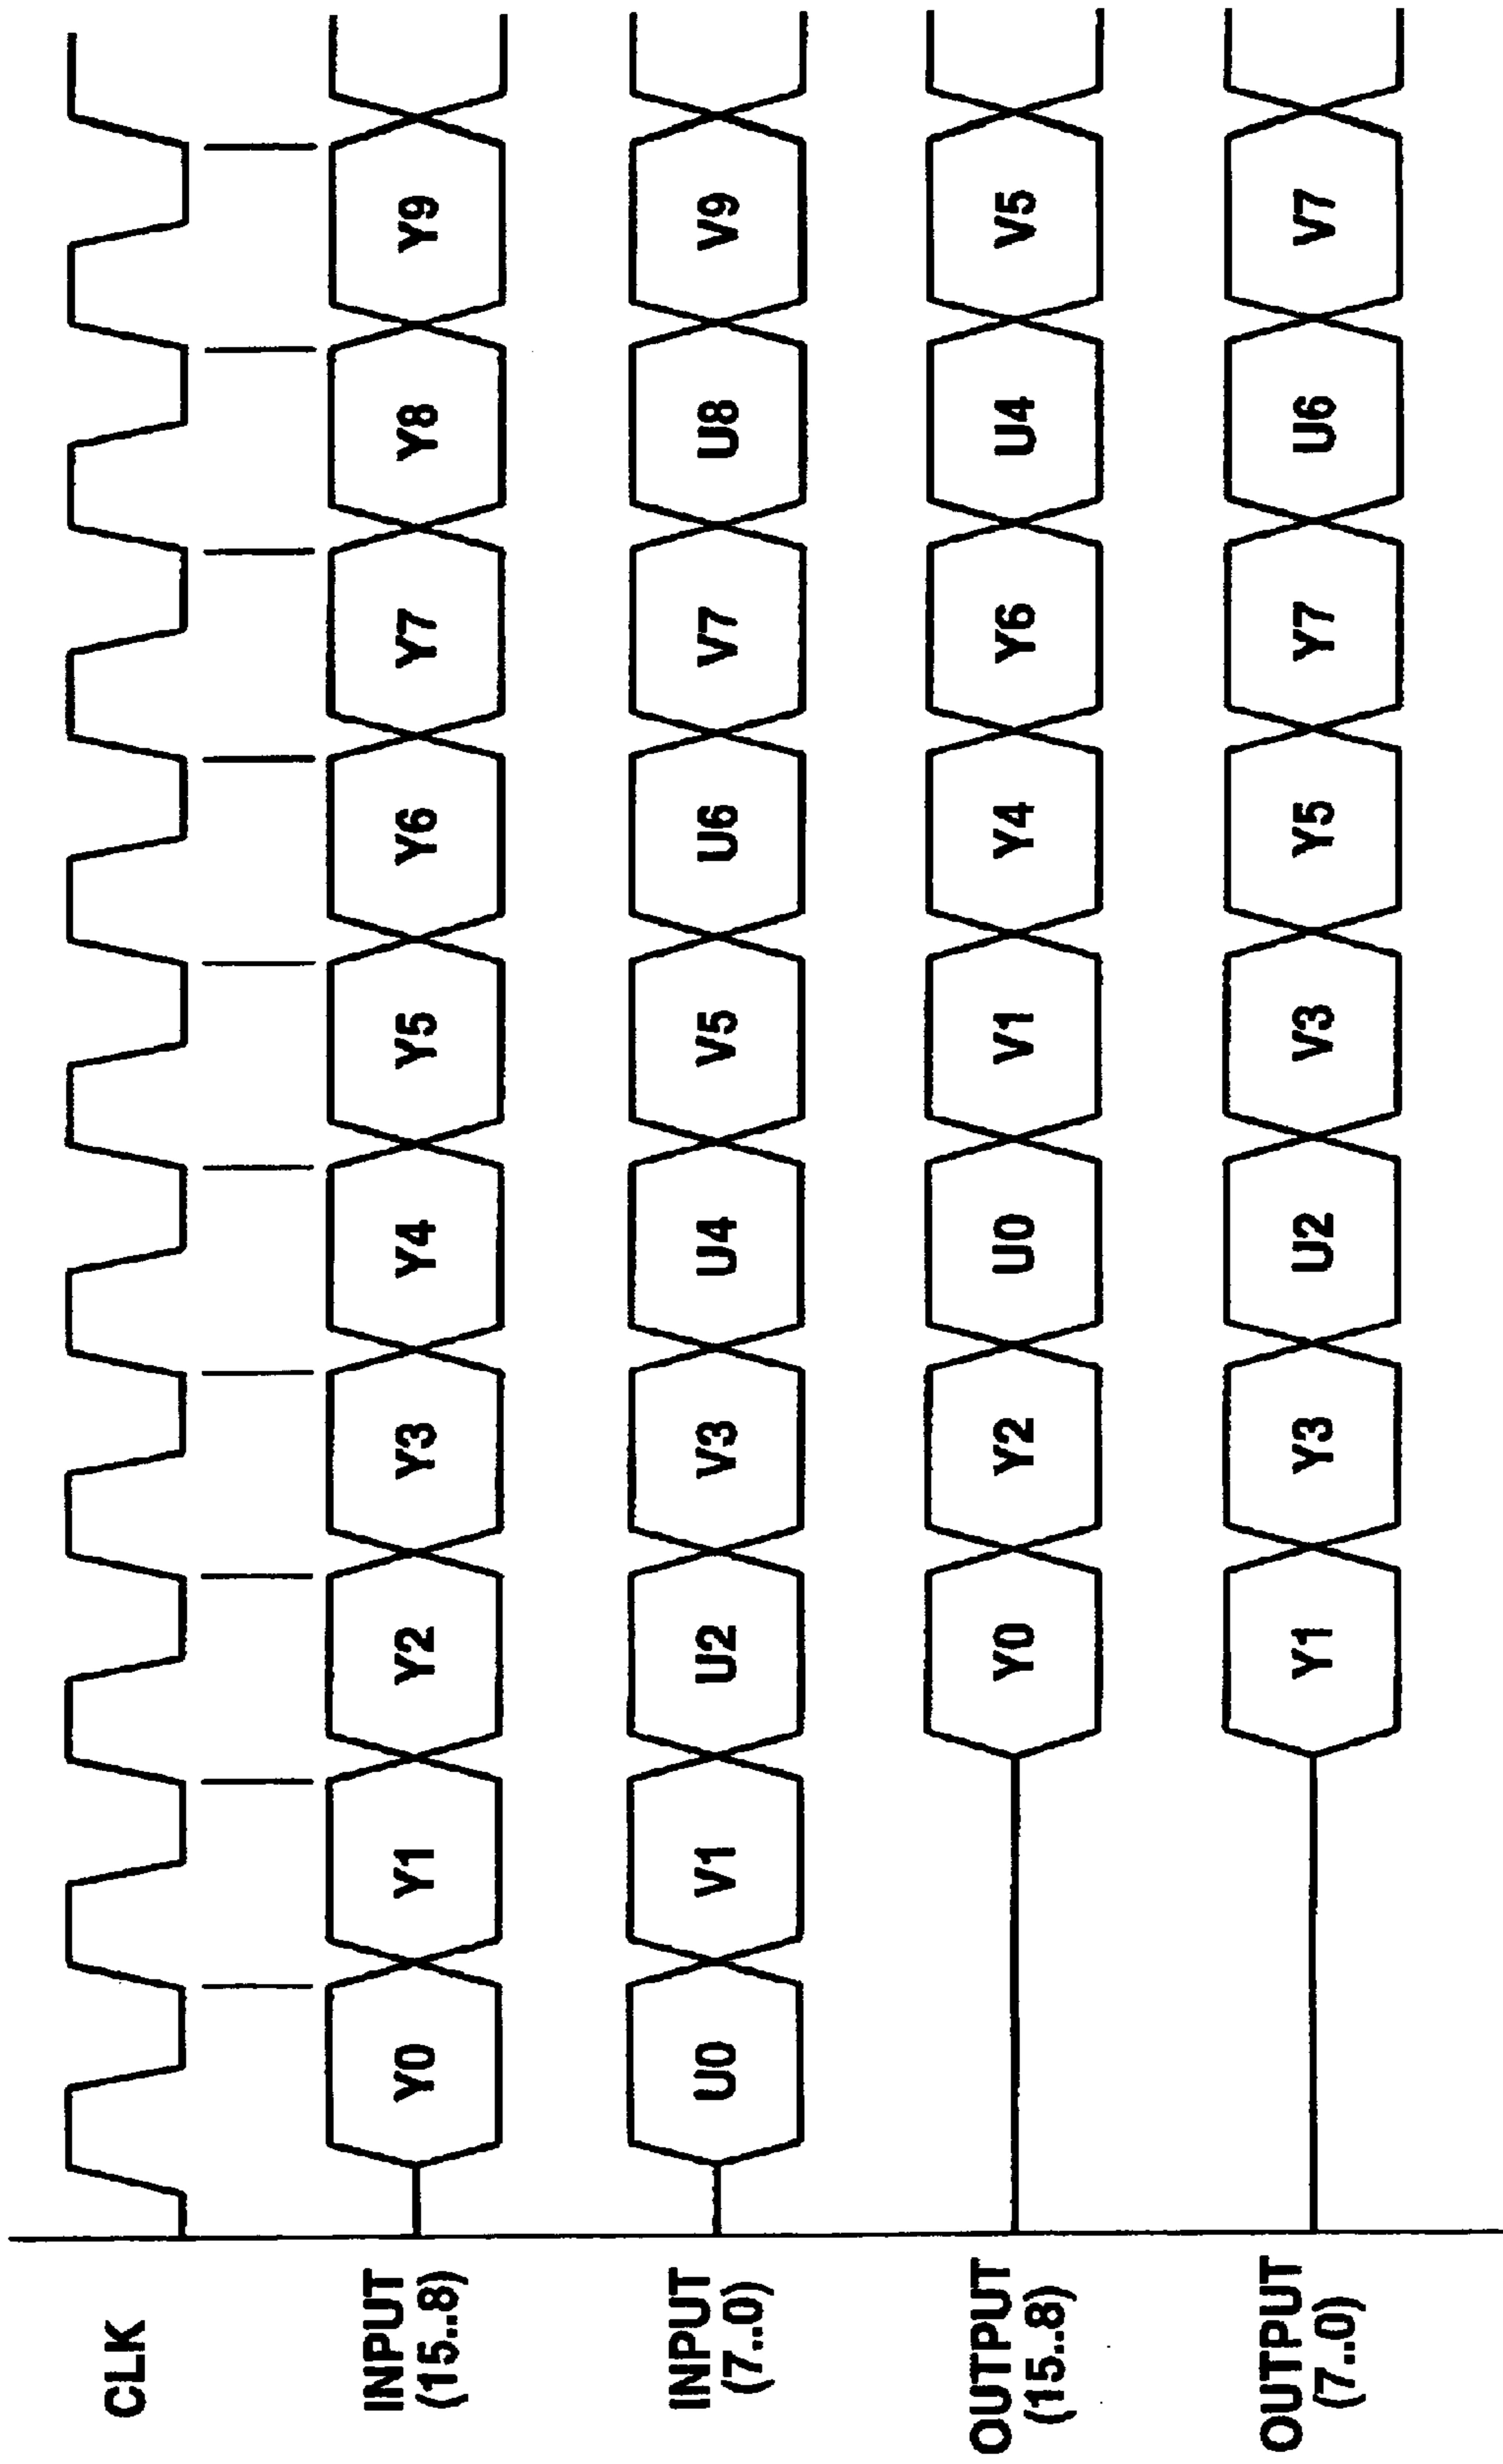 CLK
INPUT
(15..8)
Y0 Y1 Y2 Y3 Y4 Y5 Y6 Y7 Y8 Y9
INPUT
(7..0)
U0 V1 U2 V3 U4 V5 U6 V7 U8 V9
OUTPUT
(15..8)
Y0 Y2 U0 V1 Y4 Y6 U4 V5
OUTPUT
(7..0)
Y1 Y3 U2 V3 Y5 Y7 U6 V7